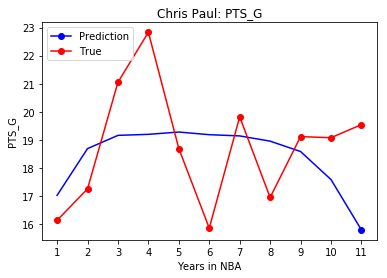 Chris Paul: PTS_G
Prediction
True
PTS_G
23
22
21
20
19
18
17
16
1 2 3 4 5 6 7 8 9 10 11
Years in NBA